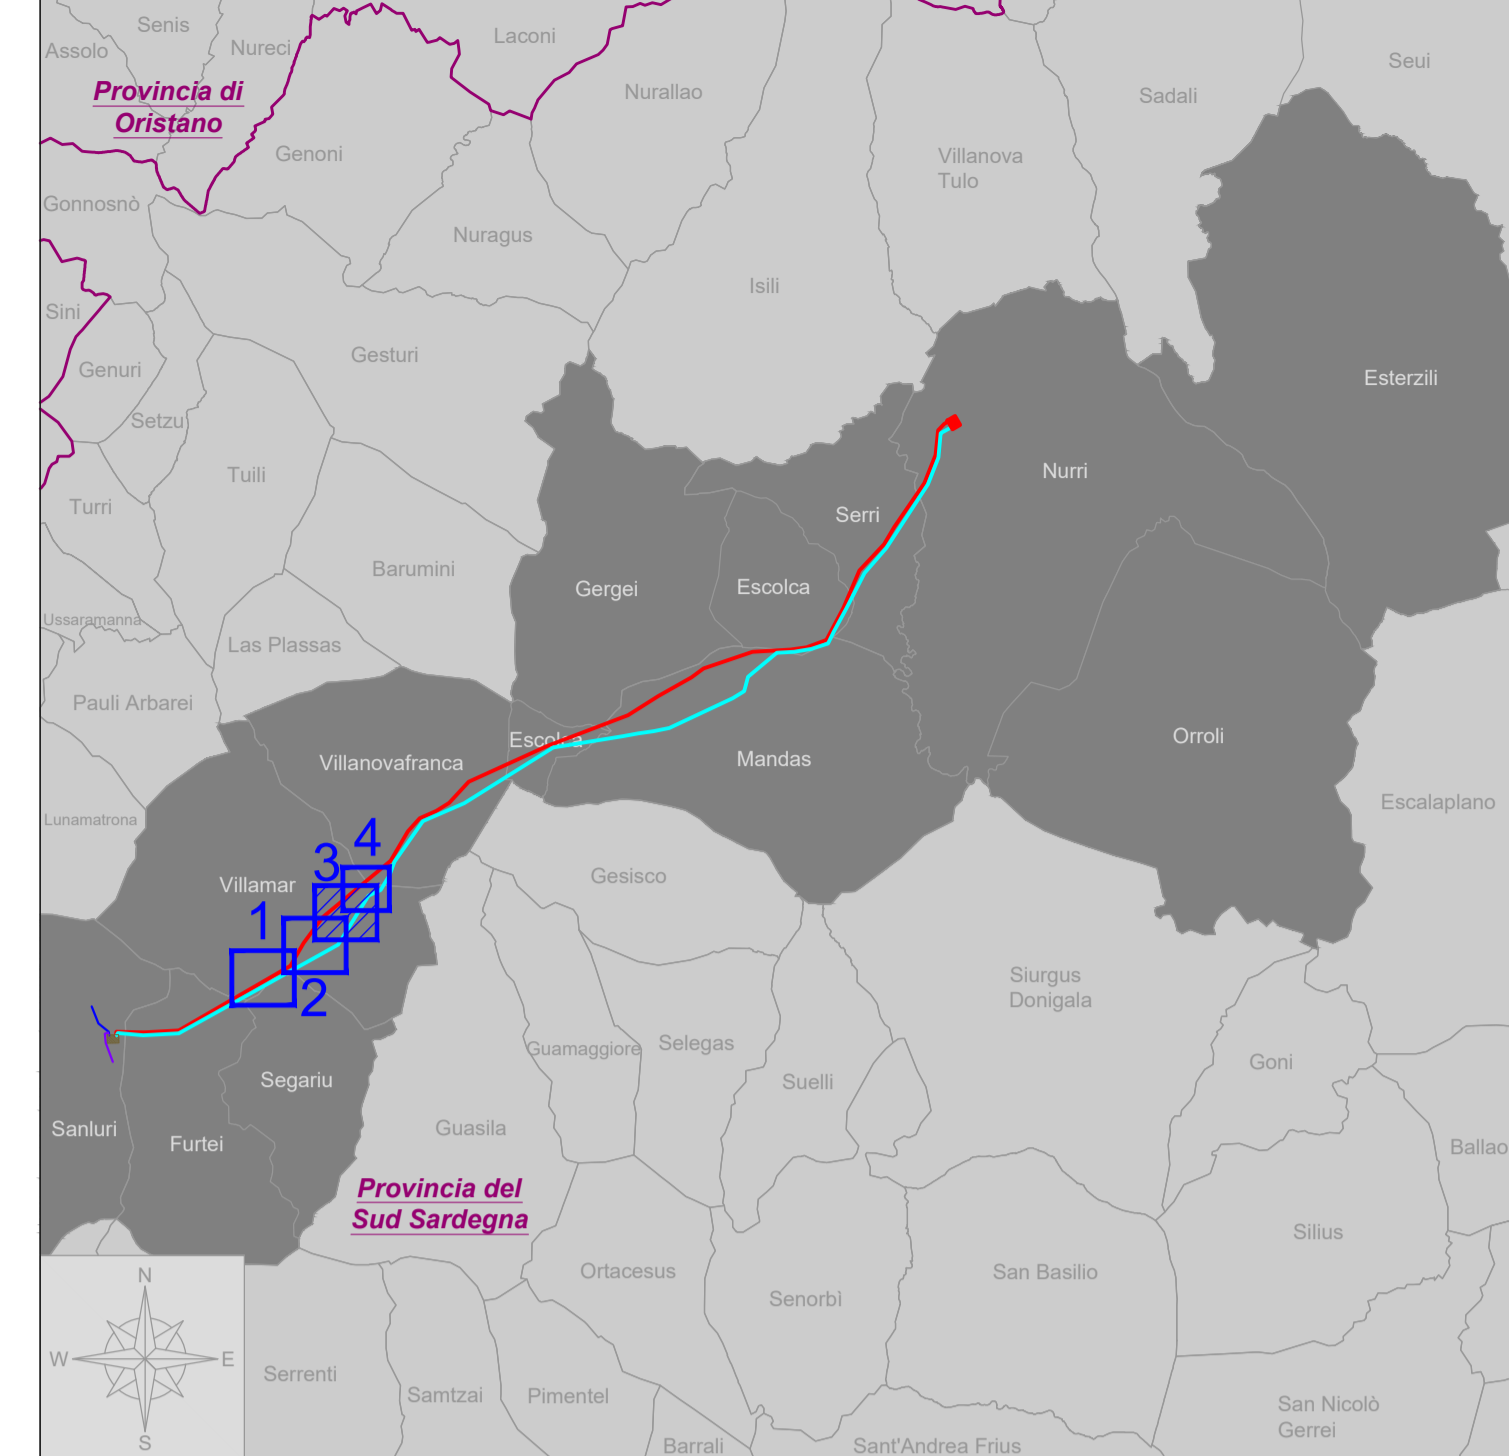 Senis
Assolo
Nureci
Laconi
Seui
Provincia di
Oristano
Nurallao
Sadali
Genoni
Villanova
Tulo
Gonnosnò
Nuragus
Isili
Sini
Genuri
Gesturi
Esterzili
Setzu
Tuili
Nurri
Turri
Serri
Barumini
Gergei
Escolca
Ussaramanna
Las Plassas
Pauli Arbarei
Escolca
Orroli
Villanovafranca
Mandas
Lunamatrona
Escalaplano
4
3
Villamar
Gesisco
1
2
Siurgus
Donigala
Guamaggiore
Selegas
Suelli
Goni
Segariu
Sanluri
Furtei
Guasila
Ballao
Provincia del
Sud Sardegna
Silius
Ortacesus
San Basilio
Senorbì
N
W
E
S
Serrenti
Samtzai
Pimentel
San Nicolò
Gerrei
Barrali
Sant'Andrea Frius